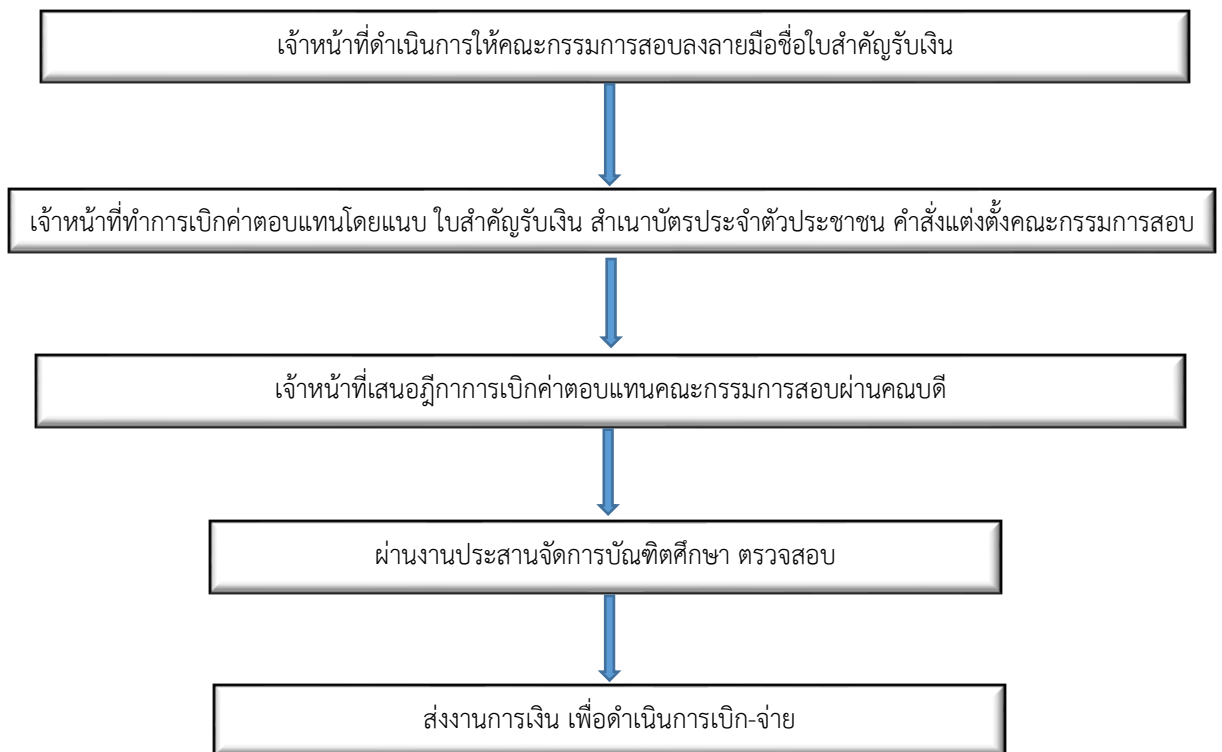 เจ้าหน้าที่ดำเนินการให้คณะกรรมการสอบลงลายมือชื่อใบสำคัญรับเงิน
เจ้าหน้าที่ทำการเบิกค่าตอบแทนโดยแนบ ใบสำคัญรับเงิน สำเนาบัตรประจำตัวประชาชน คำสั่งแต่งตั้งคณะกรรมการสอบ
เจ้าหน้าที่เสนอฎีกาการเบิกค่าตอบแทนคณะกรรมการสอบผ่านคณบดี
ผ่านงานประสานจัดการบัณฑิตศึกษา ตรวจสอบ
ส่งงานการเงิน เพื่อดำเนินการเบิก-จ่าย